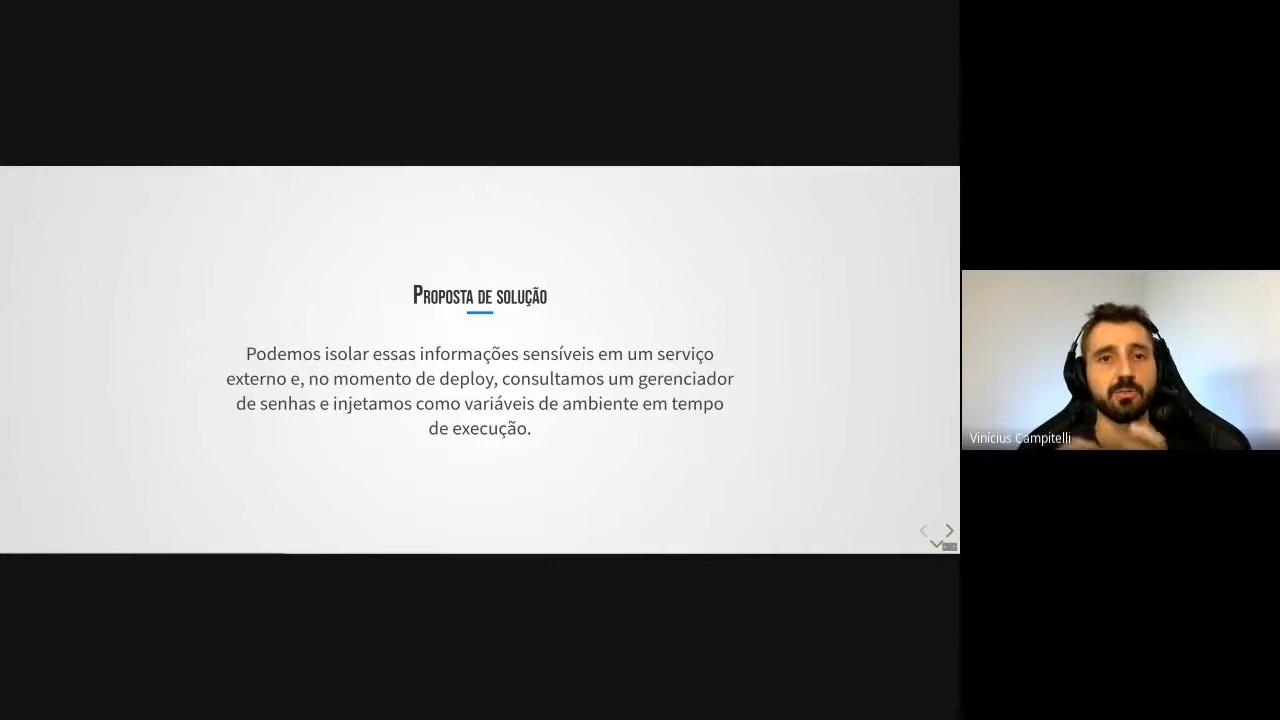 Proposta de solução
Podemos isolar essas informações sensíveis em um serviço
externo e, no momento de deploy, consultamos um gerenciador
de senhas e injetamos como variáveis de ambiente em tempo
de execução.
Vinícius Campitelli